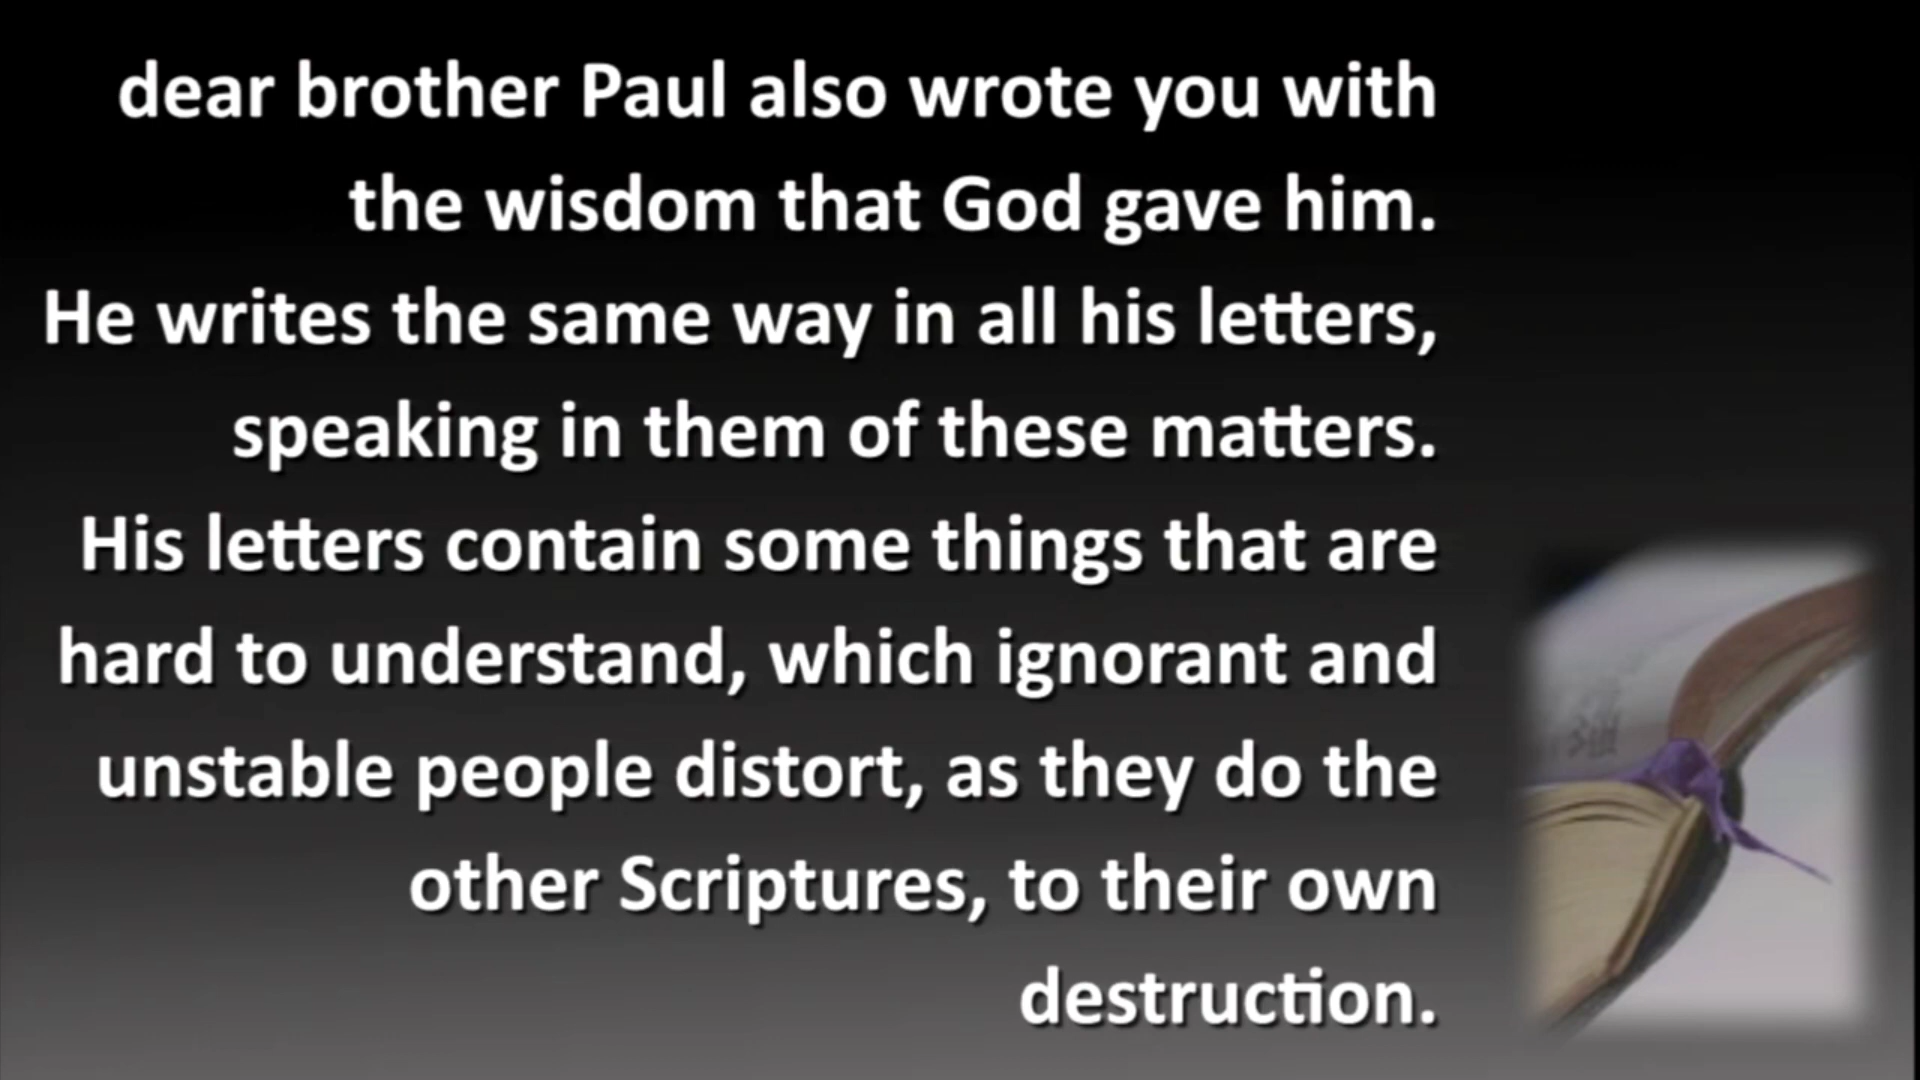 dear brother Paul also wrote you with
the wisdom that God gave him.
He writes the same way in all his letters,
speaking in them of these matters.
His letters contain some things that are
hard to understand, which ignorant and
unstable people distort, as they do the
other Scriptures, to their own
destruction.